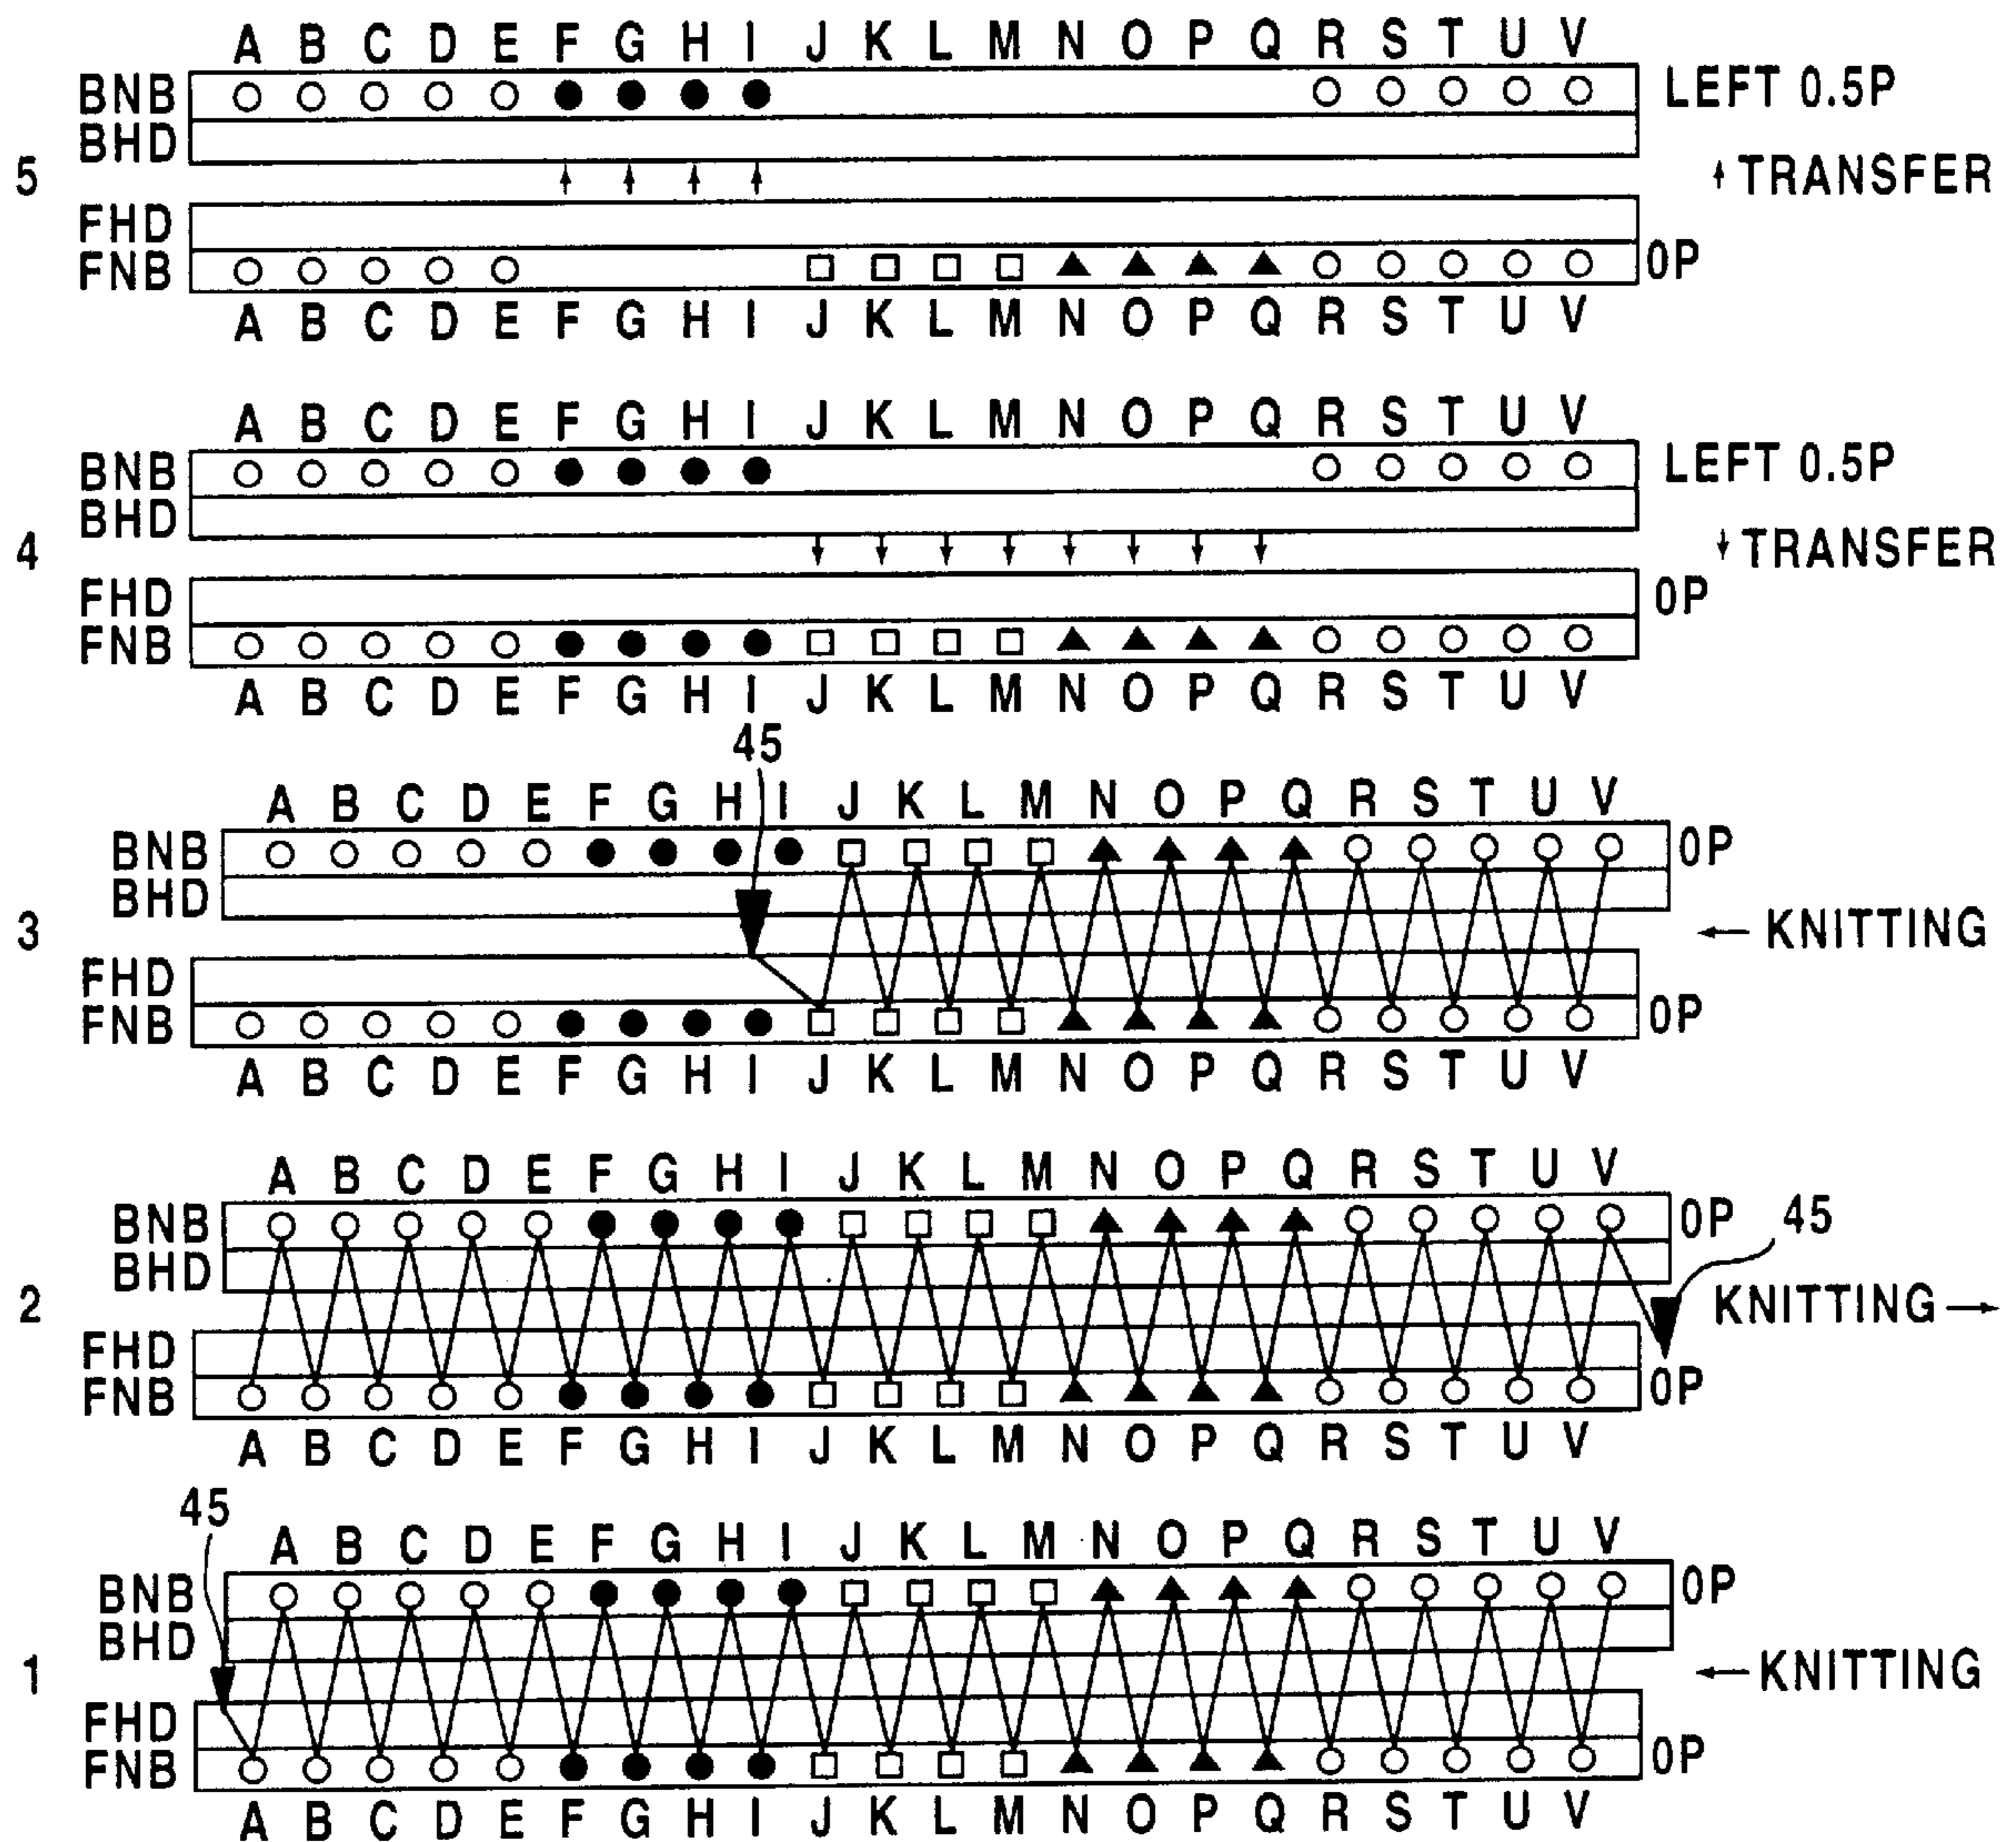 A B C D E F G H I J K L M N O P Q R S T U V
BNB LEFT 0.5P
BHD
5 ↑ TRANSFER
FHD
FNB 0P
A B C D E F G H I J K L M N O P Q R S T U V
A B C D E F G H I J K L M N O P Q R S T U V
BNB LEFT 0.5P
BHD
4 ↓ TRANSFER
FHD 0P
FNB
A B C D E F G H I J K L M N O P Q R S T U V
45
A B C D E F G H I J K L M N O P Q R S T U V
BNB 0P
BHD
3 ← KNITTING
FHD
FNB 0P
A B C D E F G H I J K L M N O P Q R S T U V
A B C D E F G H I J K L M N O P Q R S T U V
BNB 0P 45
BHD
2 KNITTING →
FHD
FNB 0P
A B C D E F G H I J K L M N O P Q R S T U V
45
A B C D E F G H I J K L M N O P Q R S T U V
BNB 0P
BHD
1 ← KNITTING
FHD
FNB 0P
A B C D E F G H I J K L M N O P Q R S T U V